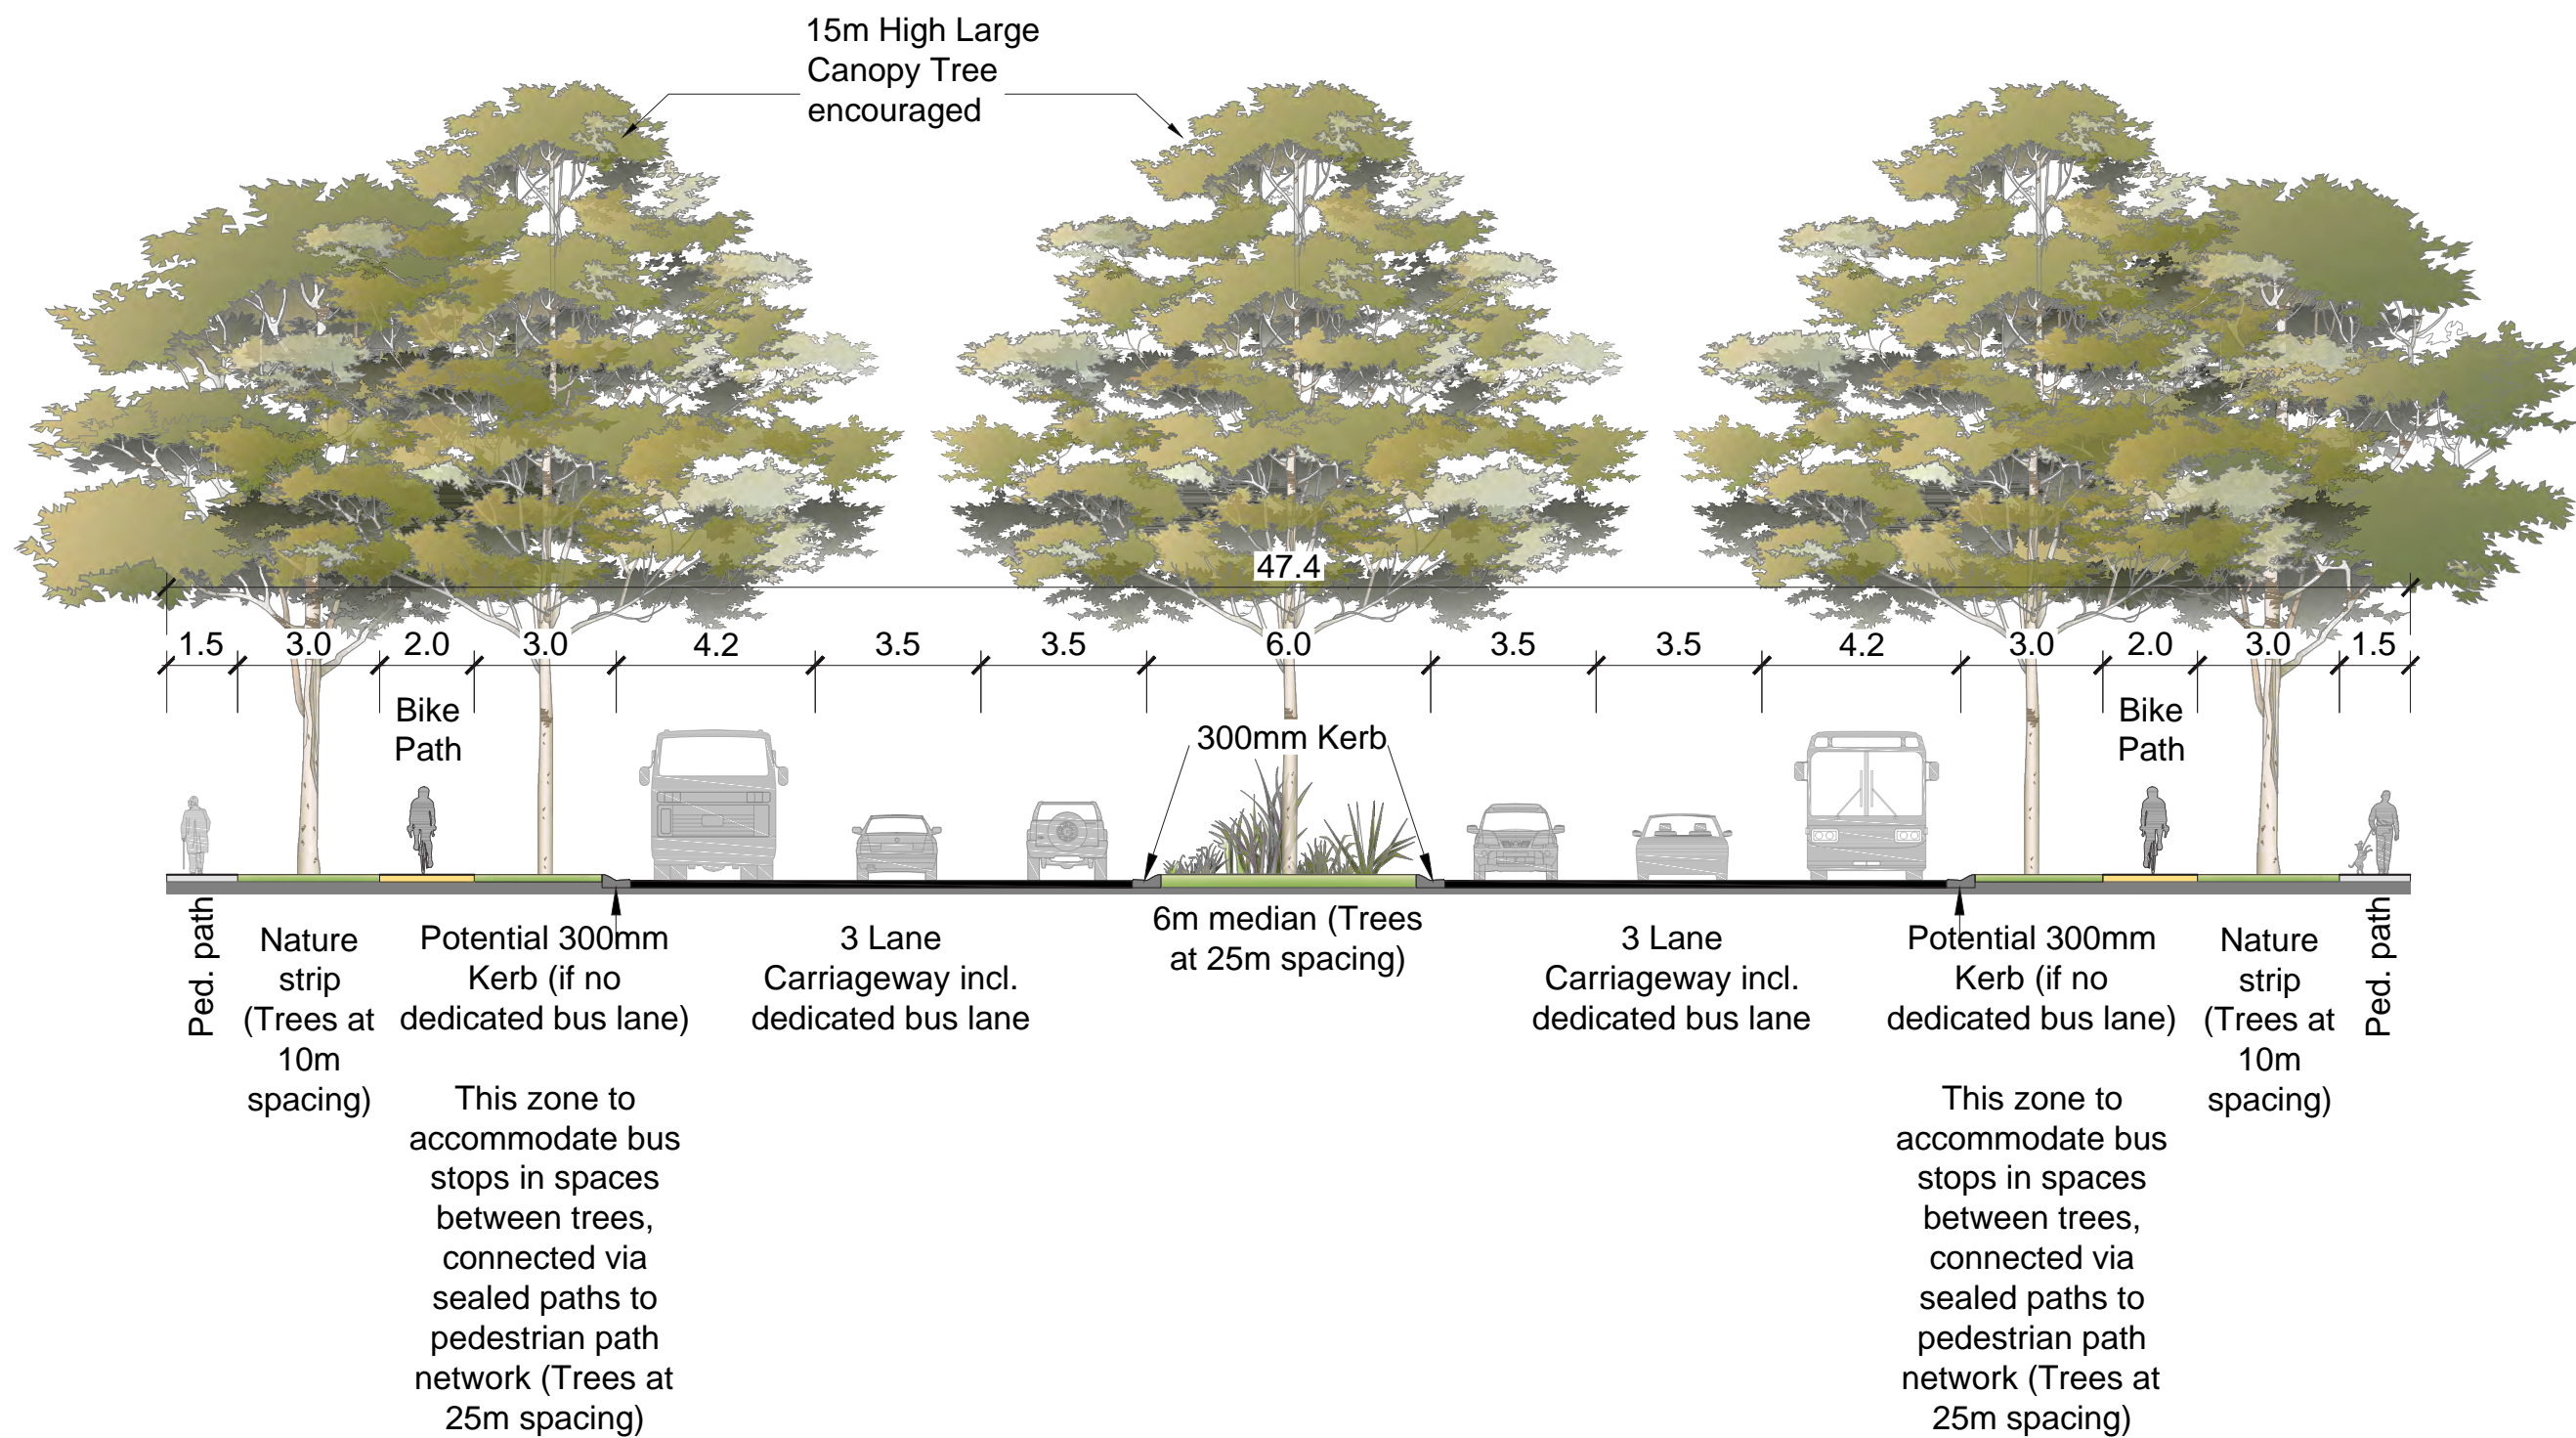 15m High Large
Canopy Tree
encouraged
47.4
1.5 3.0 2.0 3.0 4.2 3.5 3.5 6.0 3.5 3.5 4.2 3.0 2.0 3.0 1.5
Bike
Path
300mm Kerb
Bike
Path
Ped. path
Nature
strip
(Trees at
10m
spacing)
Potential 300mm
Kerb (if no
dedicated bus lane)
This zone to
accommodate bus
stops in spaces
between trees,
connected via
sealed paths to
pedestrian path
network (Trees at
25m spacing)
3 Lane
Carriageway incl.
dedicated bus lane
6m median (Trees
at 25m spacing)
3 Lane
Carriageway incl.
dedicated bus lane
Potential 300mm
Kerb (if no
dedicated bus lane)
This zone to
accommodate bus
stops in spaces
between trees,
connected via
sealed paths to
pedestrian path
network (Trees at
25m spacing)
Nature
strip
(Trees at
10m
spacing)
Ped. path